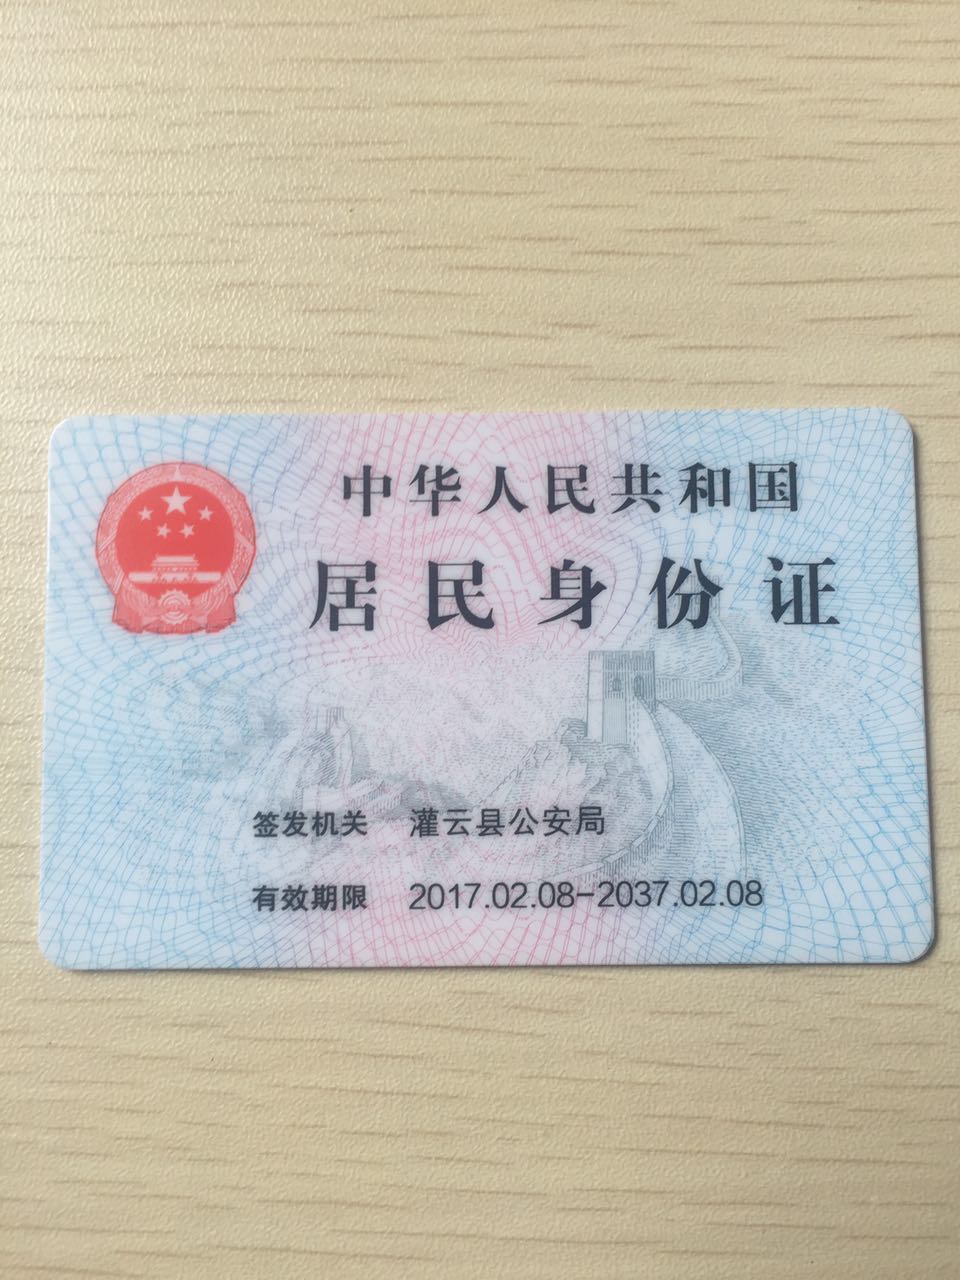 中华人民共和国
居民身份证
签发机关 灌云县公安局
有效期限 2017.02.08-2037.02.08